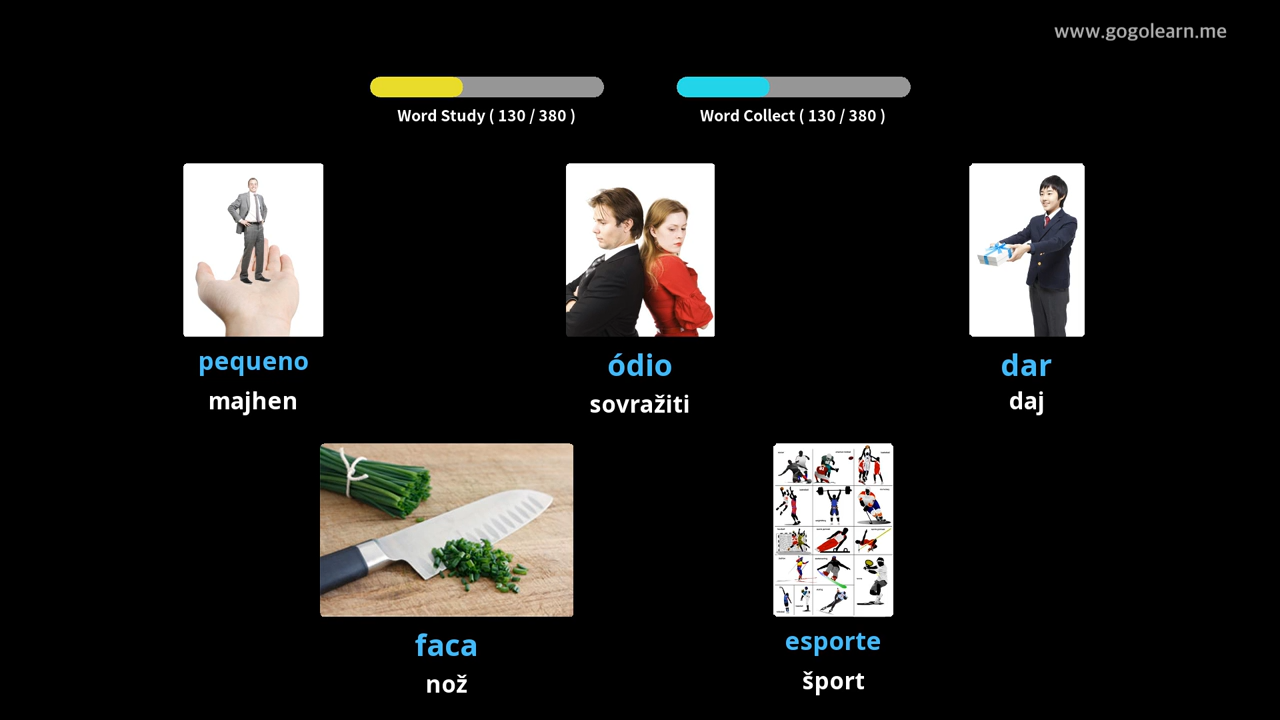 www.gogolearn.me
Word Study ( 130 / 380 )
Word Collect ( 130 / 380 )
pequeno
majhen
ódio
sovražiti
dar
daj
faca
nož
esporte
šport